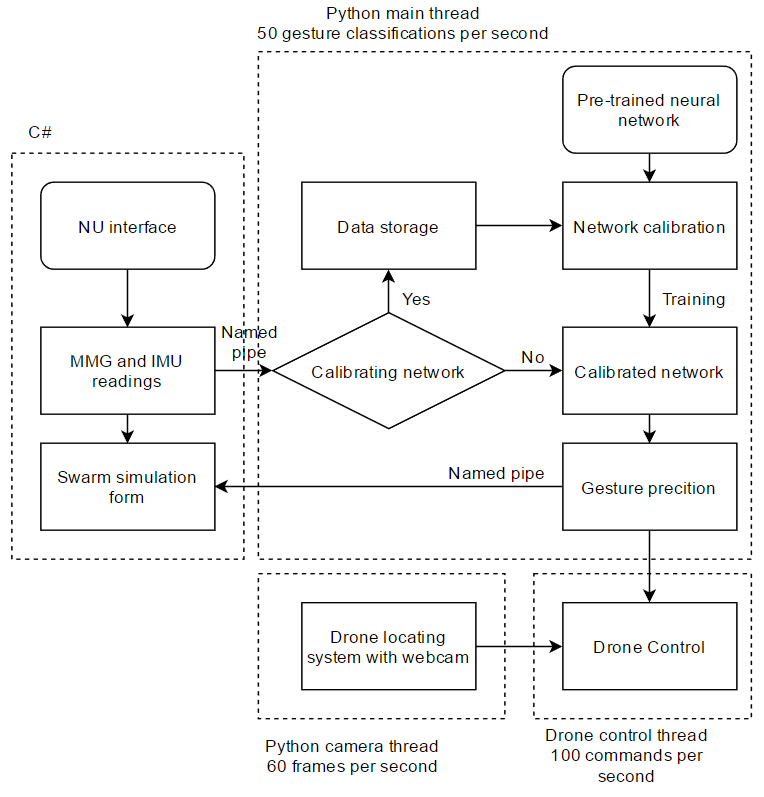 Python main thread
50 gesture classifications per second
Pre-trained neural
network
C#
NU interface
Data storage
Network calibration
Yes
Training
Named
pipe
MMG and IMU
readings
Calibrating network
No
Calibrated network
Swarm simulation
form
Named pipe
Gesture precition
Drone locating
system with webcam
Drone Control
Python camera thread
60 frames per second
Drone control thread
100 commands per
second